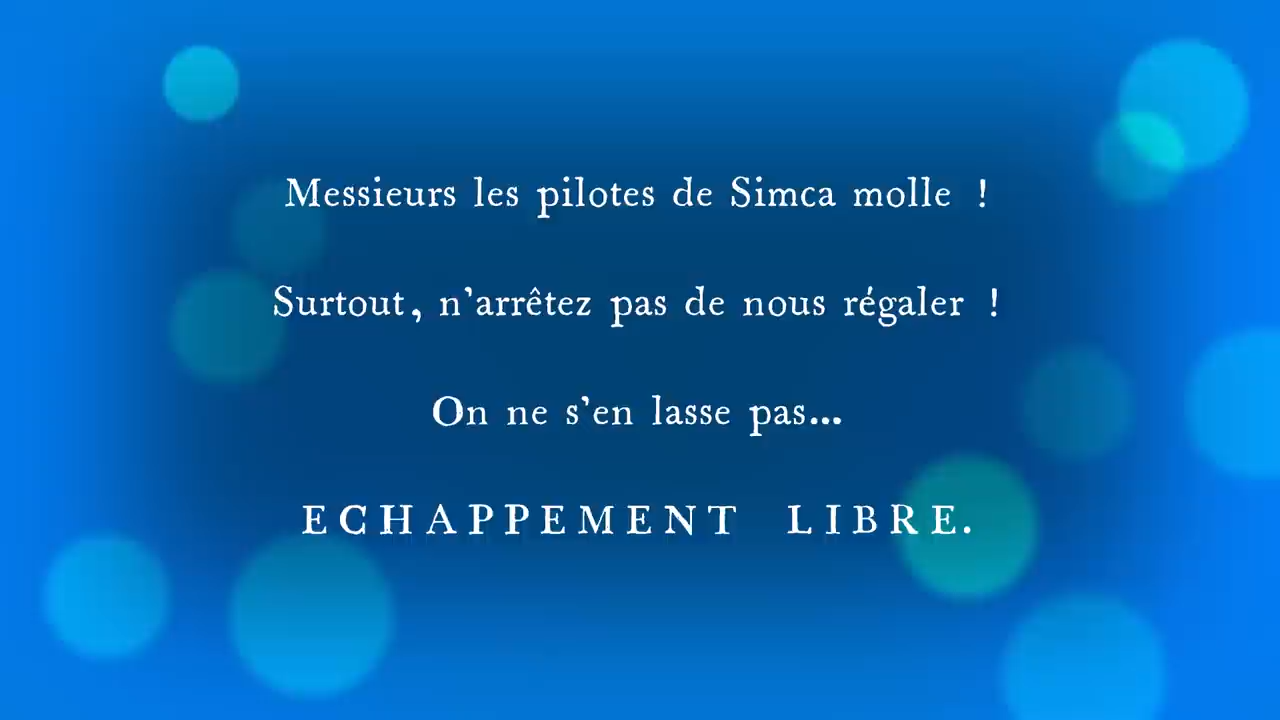 Messieurs les pilotes de Simca molle !
Surtout, n'arrêtez pas de nous régaler !
On ne s'en lasse pas...
ECHAPPEMENT LIBRE.